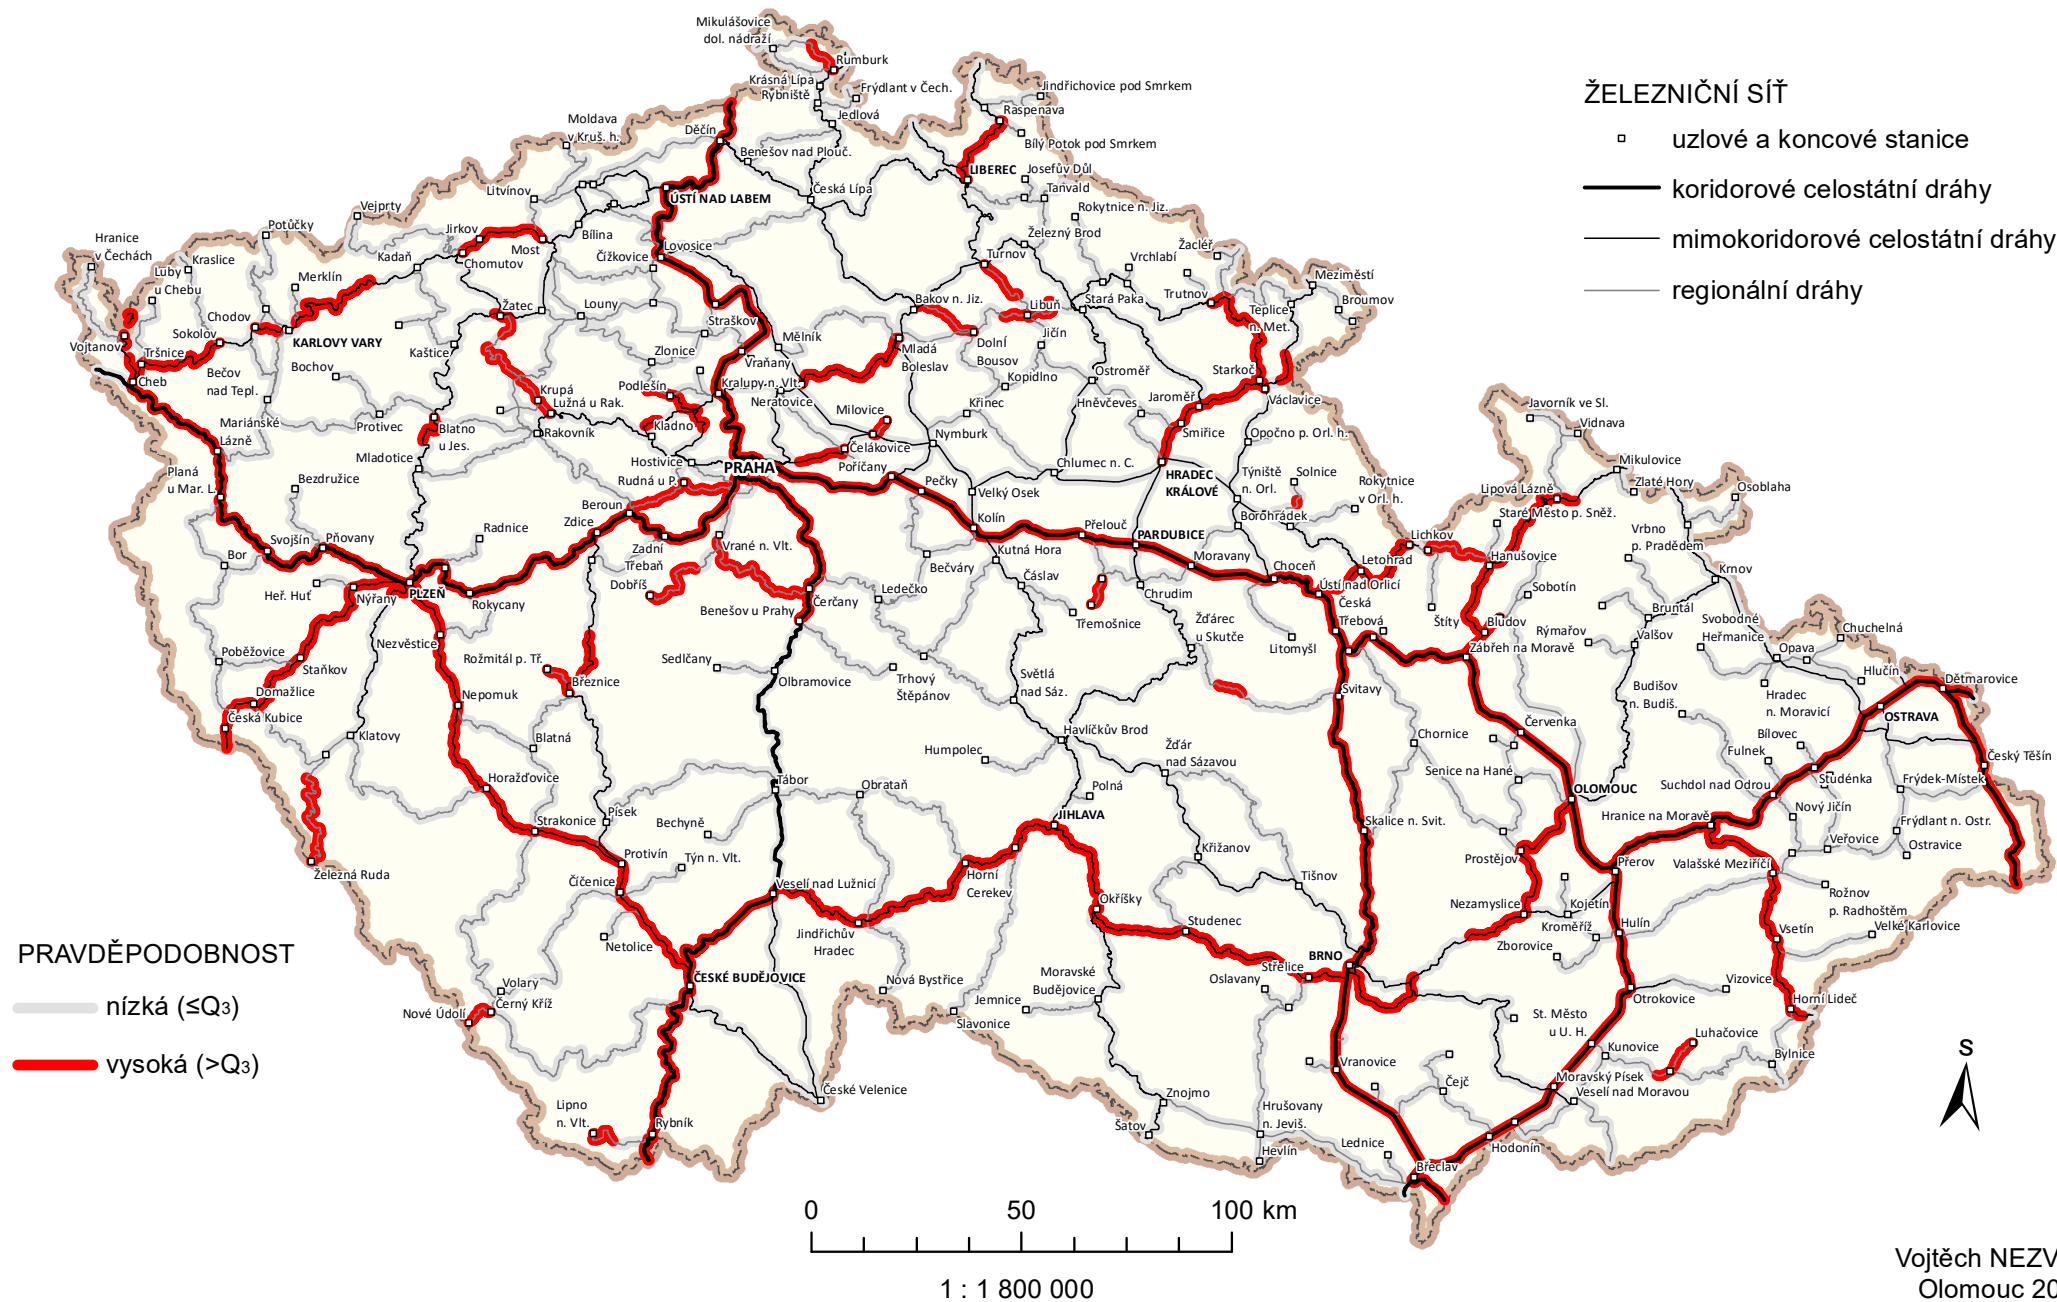 Mikulášovice
dol. nádraží
Rumburk
Krásná Lípa
Rybniště
Frýdlant v Čech.
Jedlová
Jindřichovice pod Smrkem
Raspenava
Bílý Potok pod Smrkem
ŽELEZNIČNÍ SÍŤ
uzlové a koncové stanice
koridorové celostátní dráhy
mimokoridorové celostátní dráhy
regionální dráhy
Moldava
v Kruš. h.
Děčín
Benešov nad Plouč.
Litvínov
ÚSTÍ NAD LABEM
Česká Lípa
LIBEREC
Josefův Důl
Tanvald
Rokytnice n. Jiz.
Železný Brod
Vejprty
Potůčky
Hranice
v Čechách
Luby
u Chebu
Kraslice
Merklín
Kadaň
Jirkov
Chomutov
Most
Bílina
Lovosice
Čížkovice
Turnov
Vrchlabí
Žacléř
Trutnov
Meziměstí
Broumov
Teplice
n. Met.
Chodov
Sokolov
Vojtanov
Tršnice
Cheb
KARLOVY VARY
Žatec
Louny
Straškov
Bakov n. Jiz.
Libuň
Stará Paka
Jičín
Kaštice
Bochov
Bečov
nad Tepl.
Zlonice
Vraňany
Mělník
Mladá
Boleslav
Dolní
Bousov
Kopidlno
Ostroměř
Starkoč
Václavice
Krupá
Lužná u Rak.
Podlešín
Kralupy n. Vlt.
Neratovice
Milovice
Křinec
Hněvčeves
Jaroměř
Smiřice
Mariánské
Lázně
Protivec
Blatno
u Jes.
Rakovník
Kladno
Čelákovice
Nymburk
Opočno p. Orl. h.
Javorník ve Sl.
Vidnava
Planá
u Mar. L.
Mladotice
Bezdružice
Hostivice
PRAHA
Poříčany
Chlumec n. C.
HRADEC
KRÁLOVÉ
Týniště
n. Orl.
Solnice
Rokytnice
v Orl. h.
Mikulovice
Lipová Lázně
Zlaté Hory
Osoblaha
Rudná u P.
Pečky
Velký Osek
Beroun
Zdice
Radnice
Kolín
Přelouč
PARDUBICE
Borohrádek
Staré Město p. Sněž.
Vrbno
p. Pradědem
Bor
Svojšín
Pňovany
Zadní
Třebaň
Vrané n. Vlt.
Kutná Hora
Moravany
Choceň
Letohrad
Lichkov
Hanušovice
Krnov
Heř. Huť
Nýřany
PLZEŇ
Rokycany
Dobříš
Benešov u Prahy
Čerčany
Ledečko
Bečváry
Čáslav
Chrudim
Třemošnice
Ústí nad Orlicí
Česká
Třebová
Štíty
Sobotín
Bludov
Bruntál
Svobodné
Heřmanice
Rýmařov
Valšov
Chuchelná
Opava
Žďárec
u Skutče
Litomyšl
Zábřeh na Moravě
Nezvěstice
Poběžovice
Staňkov
Rožmitál p. Tř.
Březnice
Sedlčany
Olbramovice
Trhový
Štěpánov
Světlá
nad Sáz.
Svitavy
Budišov
n. Budiš.
Hlučín
Hradec
n. Moravicí
Dětmarovice
OSTRAVA
Domažlice
Česká Kubice
Nepomuk
Klatovy
Blatná
Humpolec
Havlíčkův Brod
Žďár
nad Sázavou
Chornice
Červenka
Bílovec
Fulnek
Český Těšín
Senice na Hané
OLOMOUC
Suchdol nad Odrou
Studénka
Frýdek-Místek
Horažďovice
Tábor
Obrataň
Polná
JIHLAVA
Strakonice
Písek
Bechyně
Skalice n. Svit.
Hranice na Moravě
Nový Jičín
Frýdlant n. Ostr.
Veřovice
Ostravice
Železná Ruda
Protivín
Týn n. Vlt.
Číčenice
Veselí nad Lužnicí
Horní
Cerekev
Křižanov
Tišnov
Prostějov
Přerov
Valašské Meziříčí
Rožnov
p. Radhoštěm
Okříšky
Studenec
Nezamyslice
Kojetín
Kroměříž
Hulín
Vsetín
Velké Karlovice
PRAVDĚPODOBNOST
nízká (≤Q3)
vysoká (>Q3)
Netolice
Jindřichův
Hradec
Zborovice
BRNO
Střelice
Oslavany
Volary
Černý Kříž
Nové Údolí
ČESKÉ BUDĚJOVICE
Nová Bystřice
Moravské
Budějovice
Jemnice
Slavonice
Otrokovice
Vizovice
Horní Lideč
St. Město
u U. H.
Kunovice
Luhačovice
Bylnice
Vranovice
Čejč
Moravský Písek
Veselí nad Moravou
České Velenice
Lipno
n. Vlt.
Rybník
Znojmo
Šatov
Hrušovany
n. Jeviš.
Hevlín
Lednice
Břeclav
Hodonín
S
0 50 100 km
1 : 1 800 000
Vojtěch NEZV
Olomouc 20